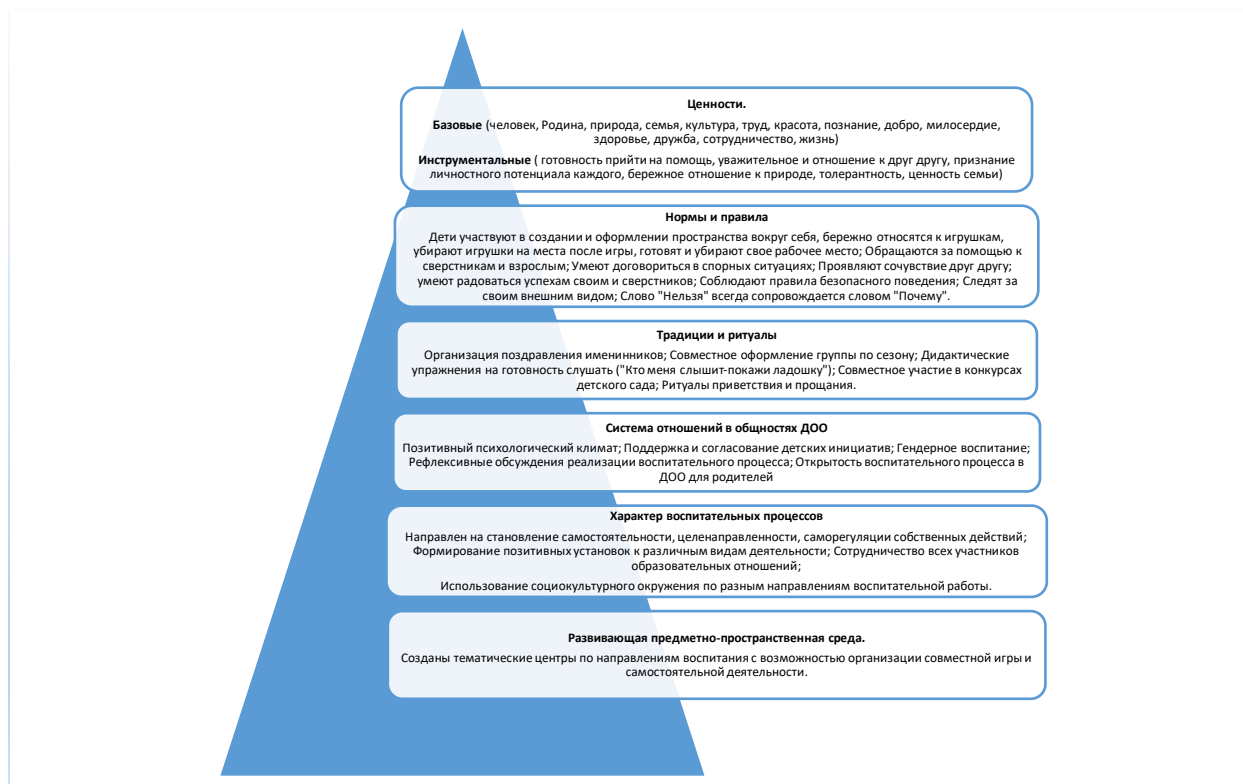 Ценности.
Базовые (человек, Родина, природа, семья, культура, труд, красота, познание, добро, милосердие,
здоровье, дружба, сотрудничество, жизнь)
Инструментальные ( готовность прийти на помощь, уважительное и отношение к друг другу, признание
личностного потенциала каждого, бережное отношение к природе, толерантность, ценность семьи)
Нормы и правила
Дети участвуют в создании и оформлении пространства вокруг себя, бережно относятся к игрушкам,
убирают игрушки на места после игры, готовят и убирают свое рабочее место; Обращаются за помощью к
сверстникам и взрослым; Умеют договориться в спорных ситуациях; Проявляют сочувствие друг другу;
умеют радоваться успехам своим и сверстников; Соблюдают правила безопасного поведения; Следят за
своим внешним видом; Слово "Нельзя" всегда сопровождается словом "Почему".
Традиции и ритуалы
Организация поздравления именинников; Совместное оформление группы по сезону; Дидактические
упражнения на готовность слушать ("Кто меня слышит-покажи ладошку"); Совместное участие в конкурсах
детского сада; Ритуалы приветствия и прощания.
Система отношений в общностях ДОО
Позитивный психологический климат; Поддержка и согласование детских инициатив; Гендерное воспитание;
Рефлексивные обсуждения реализации воспитательного процесса; Открытость воспитательного процесса в
ДОО для родителей
Характер воспитательных процессов
Направлен на становление самостоятельности, целенаправленности, саморегуляции собственных действий;
Формирование позитивных установок к различным видам деятельности; Сотрудничество всех участников
образовательных отношений;
Использование социокультурного окружения по разным направлениям воспитательной работы.
Развивающая предметно-пространственная среда.
Созданы тематические центры по направлениям воспитания с возможностью организации совместной игры и
самостоятельной деятельности.